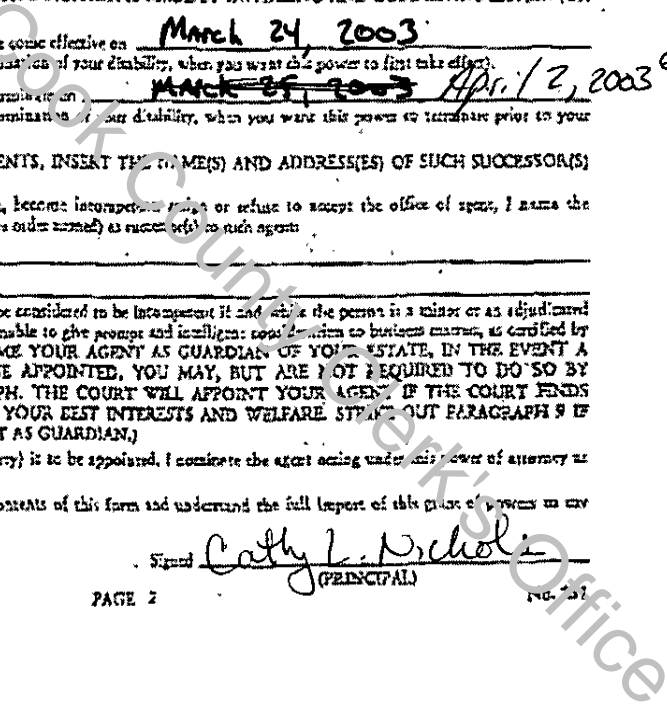 come effective on March 24, 2003
of your disability, when you want this power to first take effect).
terminate on March 25, 2003 April 2, 2003
disability, when you want this power to terminate prior to your
ENTS, INSERT THE NAME(S) AND ADDRESS(ES) OF SUCH SUCCESSOR(S)
, become incompetent, resign or refuse to accept the office of agent, I name the
order named) as successor(s) to such agent:
be considered to be incompetent if and while the person is a minor or an adjudicated
unable to give prompt and intelligent consideration to business matters, as certified by
YOUR AGENT AS GUARDIAN OF YOUR ESTATE, IN THE EVENT A
BE APPOINTED, YOU MAY, BUT ARE NOT REQUIRED TO DO SO BY
PH. THE COURT WILL APPOINT YOUR AGENT IF THE COURT FINDS
YOUR BEST INTERESTS AND WELFARE. STRIKE OUT PARAGRAPH 9 IF
T AS GUARDIAN.)
is to be appointed, I nominate the agent acting under this power of attorney as
contents of this form and understand the full import of this grant of powers to my
Signed Cathy L. Nichols
(PRINCIPAL)
PAGE 2
Cook County Clerk's Office